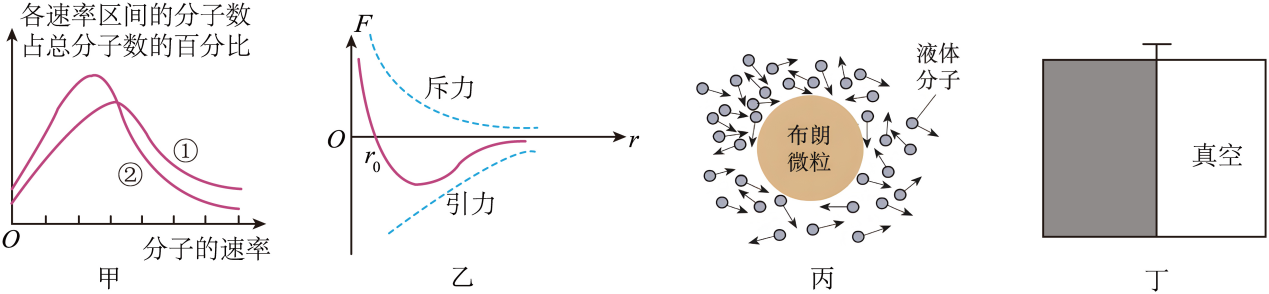 各速率区间的分子数
占总分子数的百分比
①
②
O
分子的速率
甲
F
斥力
O
r
r₀
引力
乙
液体
分子
布朗
微粒
丙
真空
丁